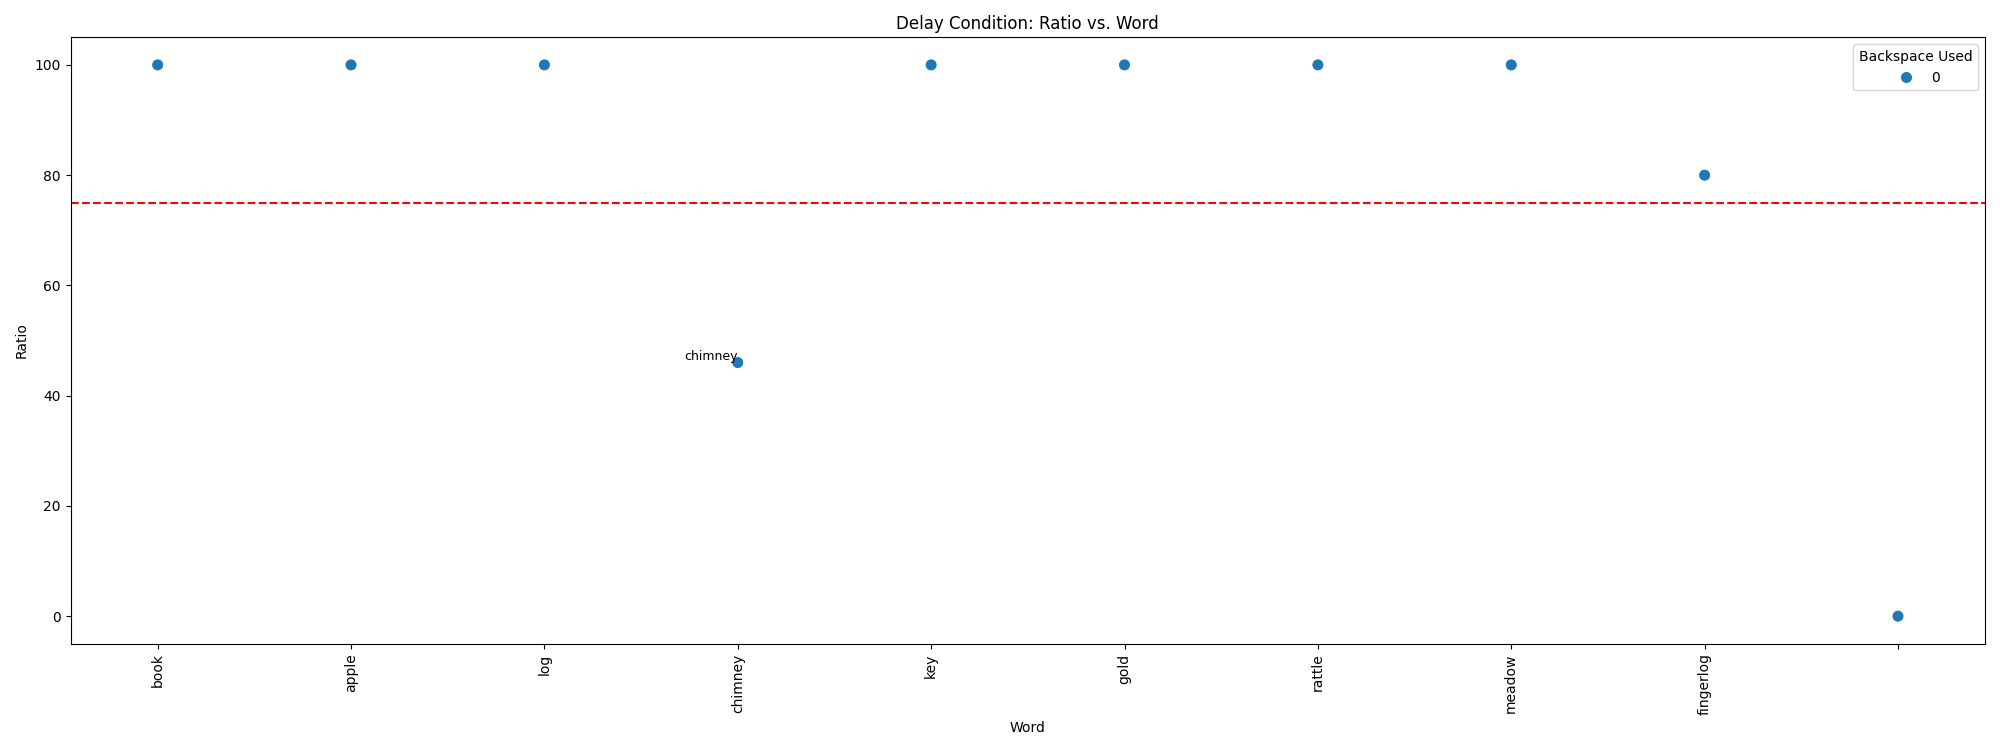 Delay Condition: Ratio vs. Word
Backspace Used
0
100
80
60
40
20
0
Ratio
chimney
book
apple
log
chimney
key
gold
rattle
meadow
fingerlog
Word